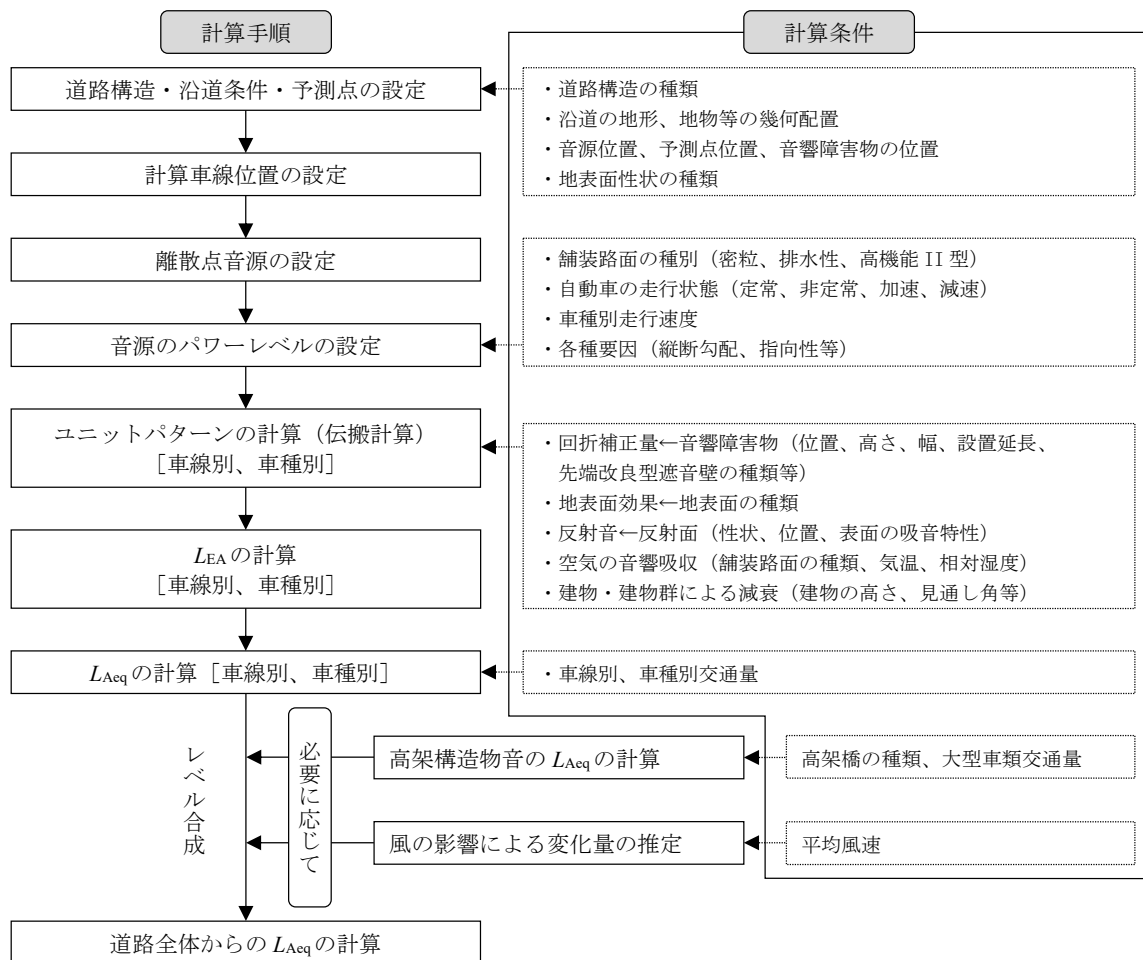 計算手順
計算条件
道路構造・沿道条件・予測点の設定
・道路構造の種類
・沿道の地形、地物等の幾何配置
・音源位置、予測点位置、音響障害物の位置
・地表面性状の種類
計算車線位置の設定
離散点音源の設定
・舗装路面の種別（密粒、排水性、高機能 II 型）
・自動車の走行状態（定常、非定常、加速、減速）
・車種別走行速度
・各種要因（縦断勾配、指向性等）
音源のパワーレベルの設定
ユニットパターンの計算（伝搬計算）
［車線別、車種別］
・回折補正量←音響障害物（位置、高さ、幅、設置延長、
先端改良型遮音壁の種類等）
・地表面効果←地表面の種類
・反射音←反射面（性状、位置、表面の吸音特性）
・空気の音響吸収（舗装路面の種類、気温、相対湿度）
・建物・建物群による減衰（建物の高さ、見通し角等）
LEA の計算
［車線別、車種別］
LAeq の計算［車線別、車種別］
・車線別、車種別交通量
レベル合成
必要に応じて
高架構造物音の LAeq の計算
高架橋の種類、大型車類交通量
風の影響による変化量の推定
平均風速
道路全体からの LAeq の計算